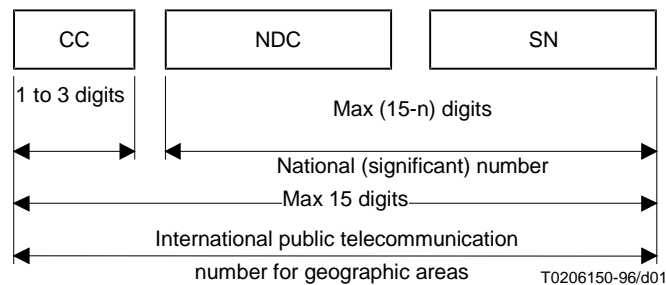 CC NDC SN
1 to 3 digits
Max (15-n) digits
National (significant) number
Max 15 digits
International public telecommunication
number for geographic areas
T0206150-96/d01